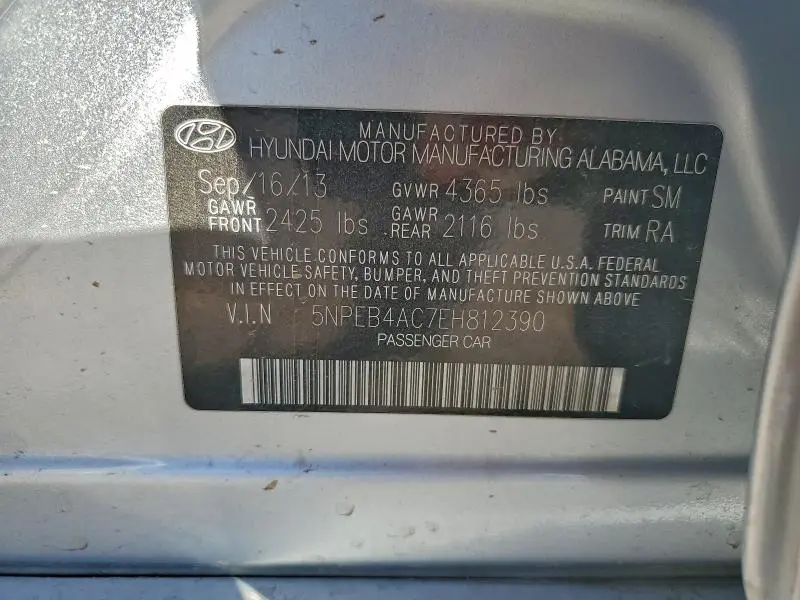 MANUFACTURED BY
HYUNDAI MOTOR MANUFACTURING ALABAMA, LLC
Sep/16/13 GVWR 4365 lbs PAINT SM
GAWR FRONT 2425 lbs GAWR REAR 2116 lbs TRIM RA
THIS VEHICLE CONFORMS TO ALL APPLICABLE U.S.A. FEDERAL
MOTOR VEHICLE SAFETY, BUMPER, AND THEFT PREVENTION STANDARDS
IN EFFECT ON THE DATE OF MANUFACTURE SHOWN ABOVE.
V.I.N 5NPEB4AC7EH812390
PASSENGER CAR